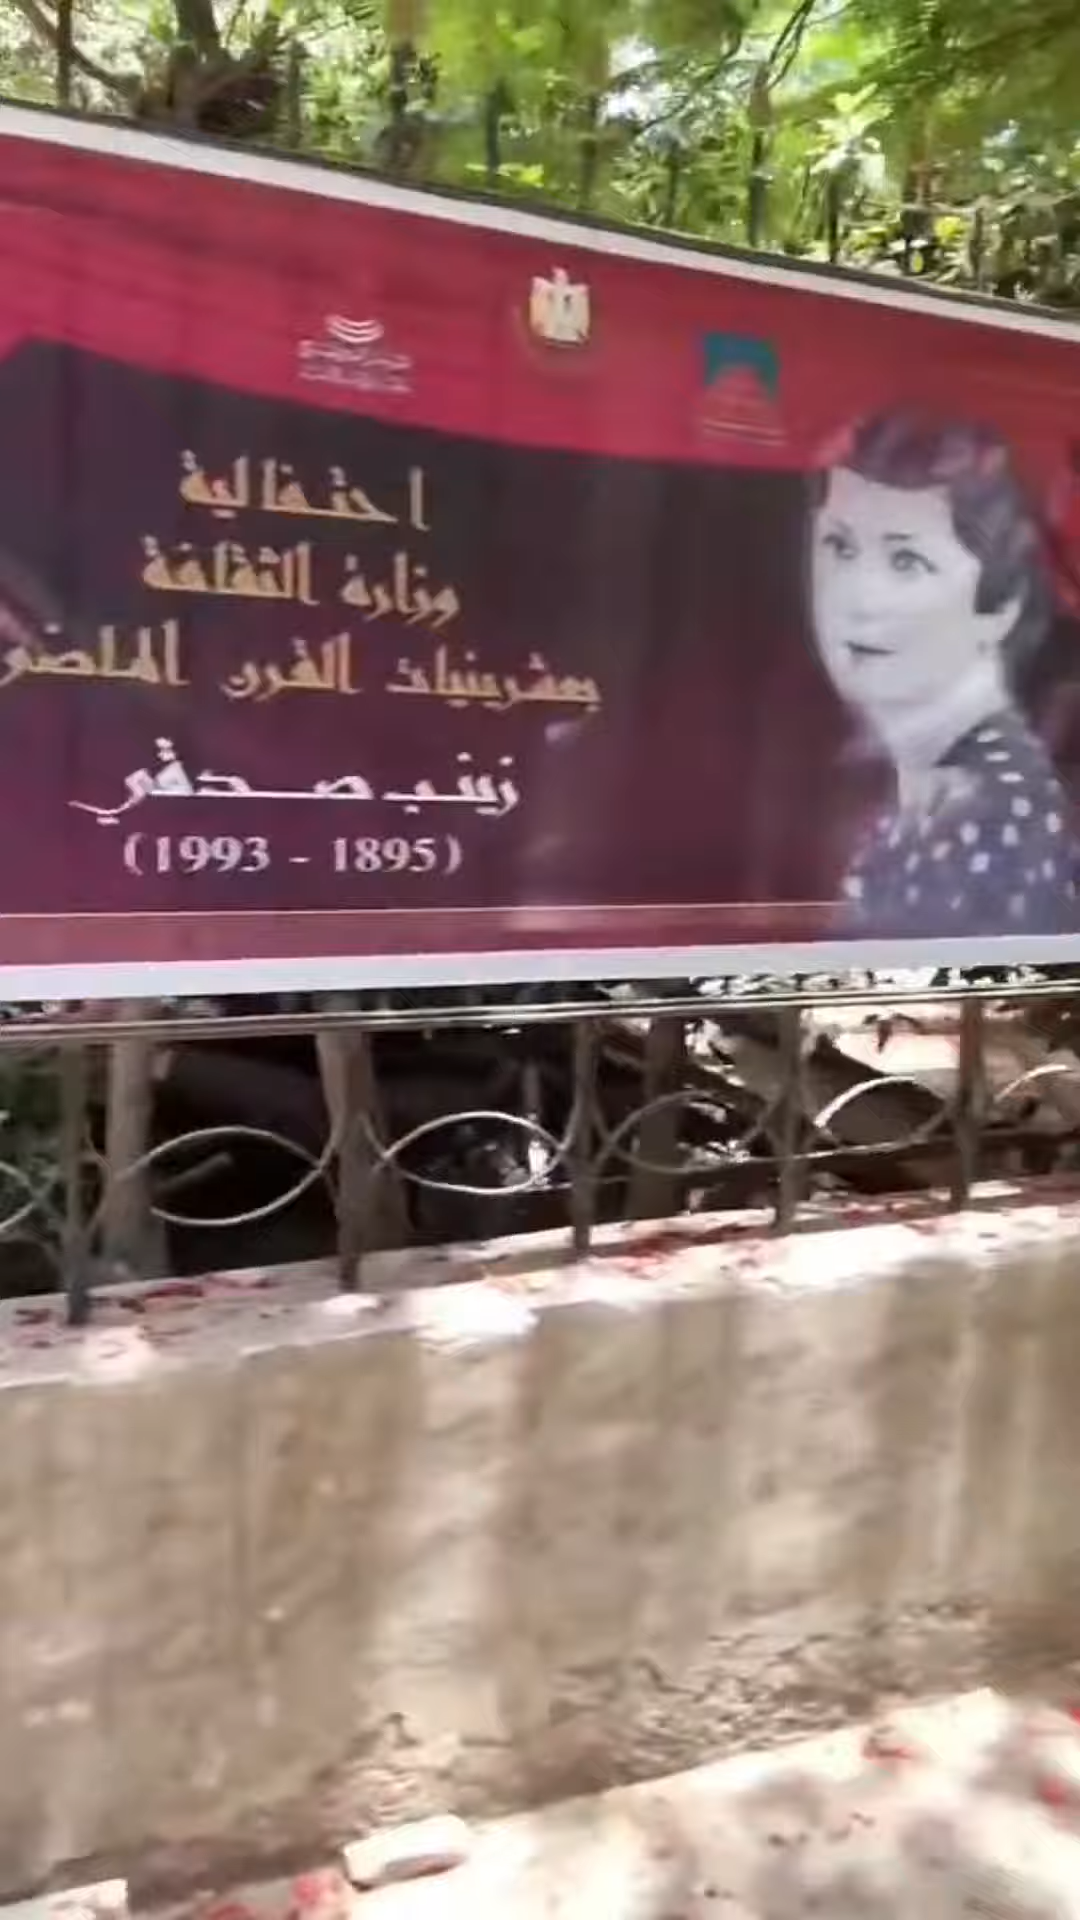 احتفالية
وزارة الثقافة
بعشرينيات القرن الماضي
زينب صدقي
(1895 - 1993)